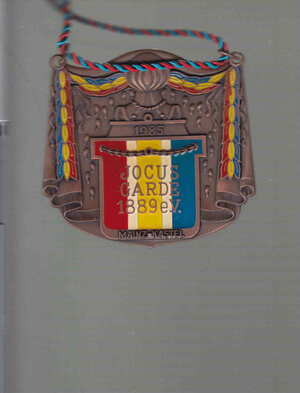 1985
JOCUS
GARDE
1889 e.V.
MAINZ-KASTEL